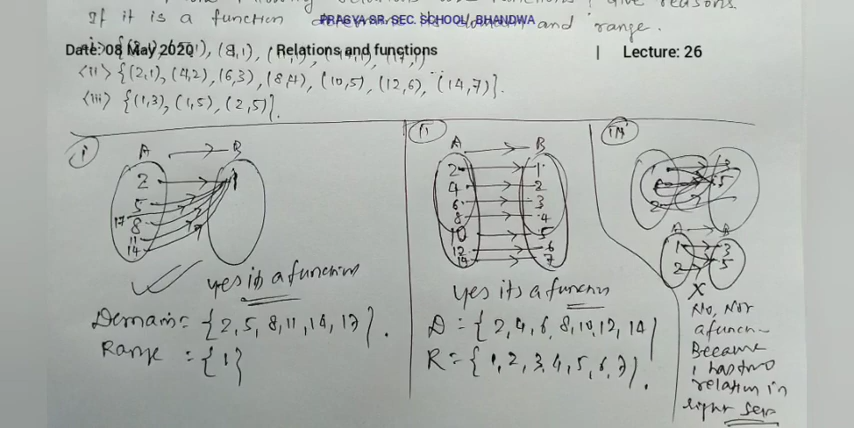 If it is a function and range.
PRAGYA SR. SEC. SCHOOL, BHANDWA
Date: 08 May 2020 | Relations and functions | Lecture: 26
(8,1),
<ii> {(2,1), (4,2), (6,3), (8,4), (10,5), (12,6), (14,7)}.
<iii> {(1,3), (1,5), (2,5)}.
i
A → B
2
5
17
8
11
14
1
yes it's a function
Domain = {2, 5, 8, 11, 14, 17}.
Range = {1}
ii
A → B
2 1
4 2
6 3
8 4
10 5
12 6
14 7
yes its a function
D = {2, 4, 6, 8, 10, 12, 14}
R = {1, 2, 3, 4, 5, 6, 7}.
iii
A → B
1 3
2 5
X
No, Not
a func
Because
1 has two
relation in
right